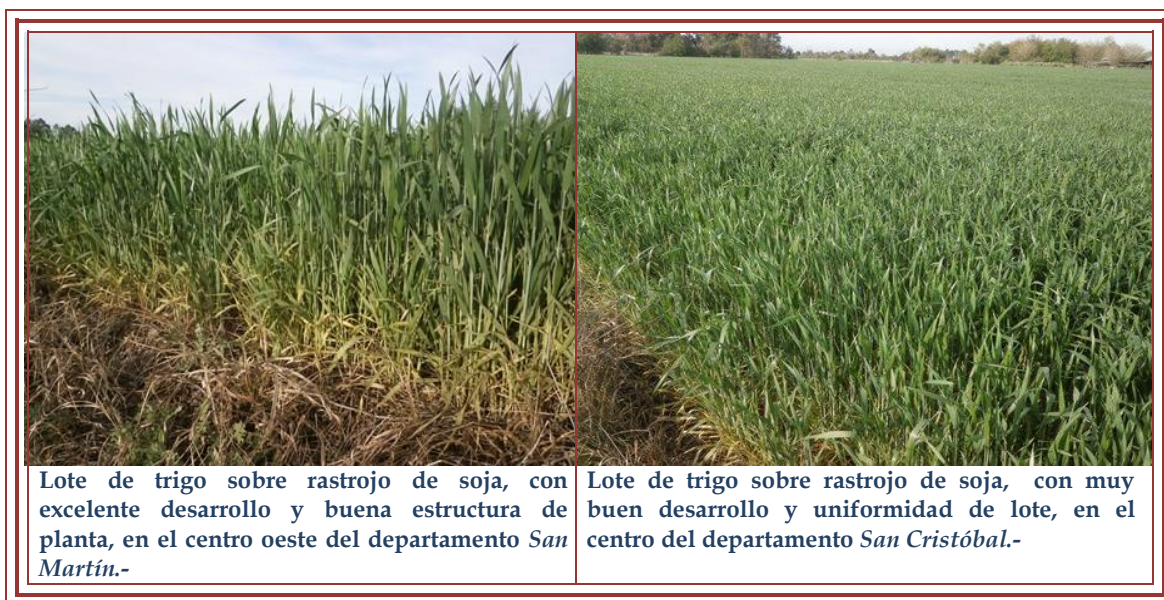 Lote de trigo sobre rastrojo de soja, con
excelente desarrollo y buena estructura de
planta, en el centro oeste del departamento San
Martín.-
Lote de trigo sobre rastrojo de soja, con muy
buen desarrollo y uniformidad de lote, en el
centro del departamento San Cristóbal.-